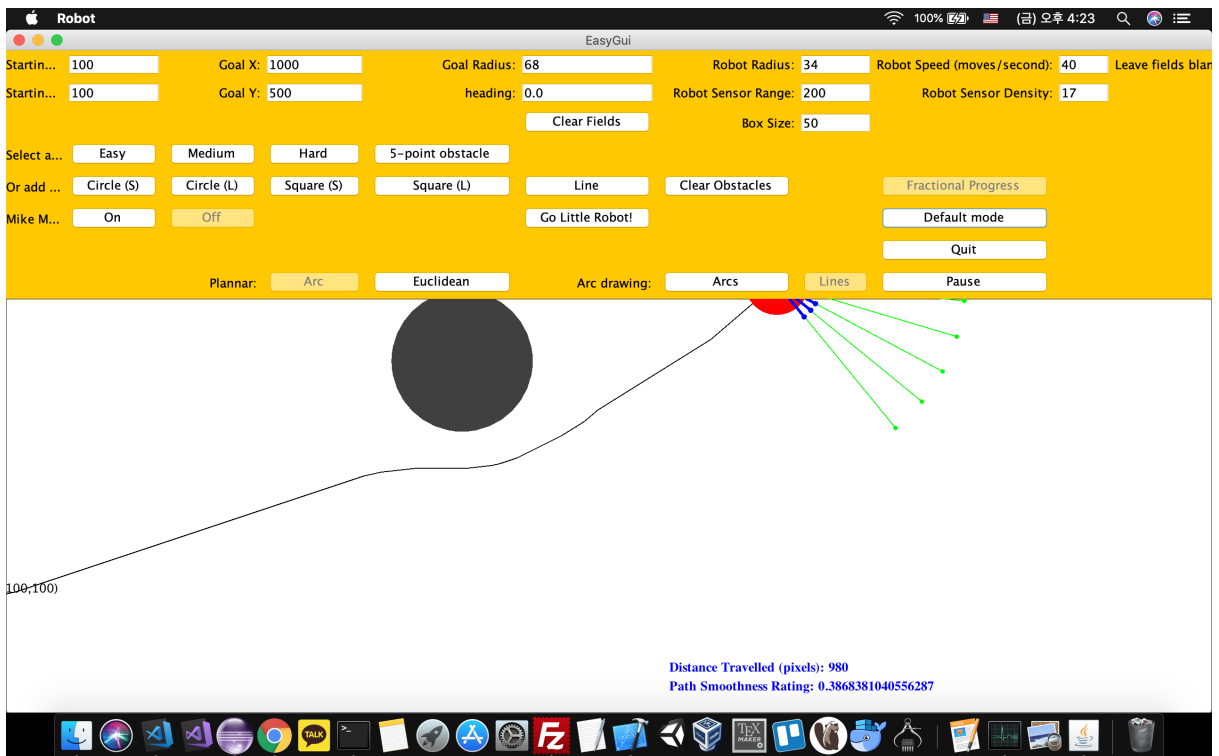 Robot 100% (금) 오후 4:23
EasyGui
Startin... 100 Goal X: 1000 Goal Radius: 68 Robot Radius: 34 Robot Speed (moves/second): 40 Leave fields blar
Startin... 100 Goal Y: 500 heading: 0.0 Robot Sensor Range: 200 Robot Sensor Density: 17
Clear Fields Box Size: 50
Select a... Easy Medium Hard 5-point obstacle
Or add ... Circle (S) Circle (L) Square (S) Square (L) Line Clear Obstacles Fractional Progress
Mike M... On Off Go Little Robot! Default mode
Quit
Plannar: Arc Euclidean Arc drawing: Arcs Lines Pause
100,100)
Distance Travelled (pixels): 980
Path Smoothness Rating: 0.3868381040556287
TALK
Fz
TEX
MAKER